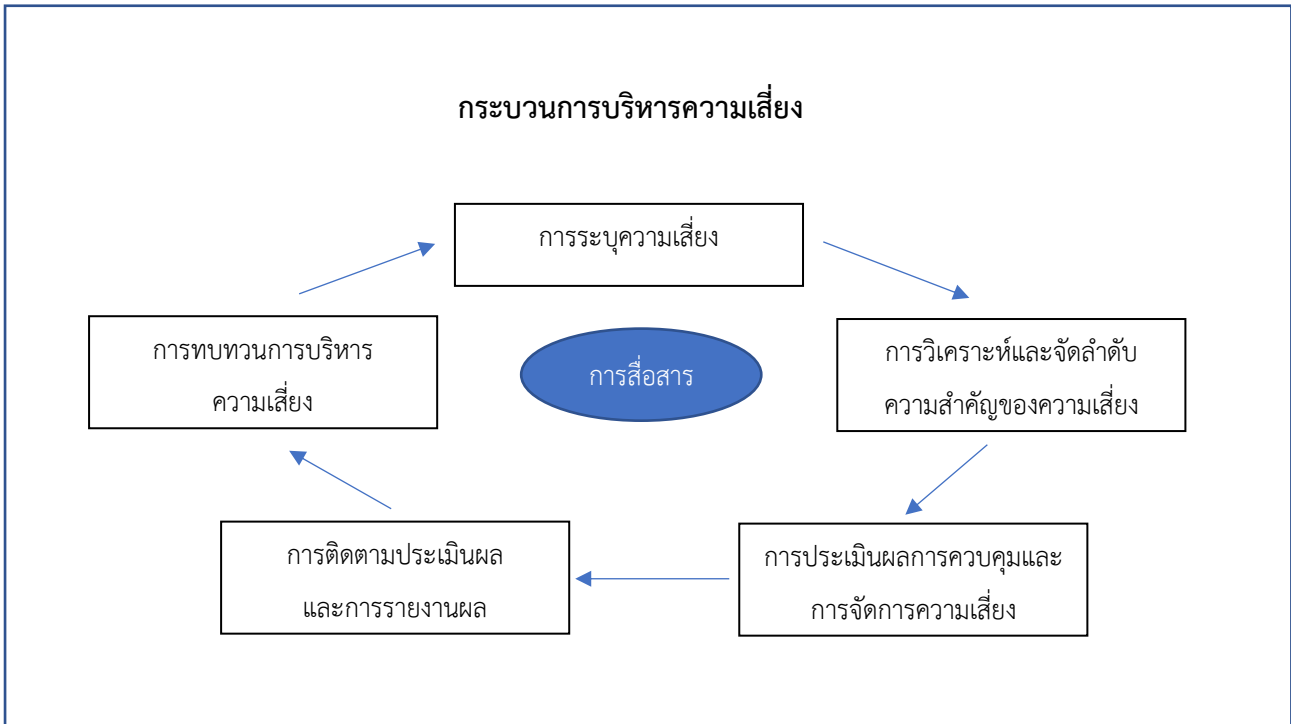 กระบวนการบริหารความเสี่ยง
การระบุความเสี่ยง
การทบทวนการบริหาร
ความเสี่ยง
การสื่อสาร
การวิเคราะห์และจัดลำดับ
ความสำคัญของความเสี่ยง
การติดตามประเมินผล
และการรายงานผล
การประเมินผลการควบคุมและ
การจัดการความเสี่ยง